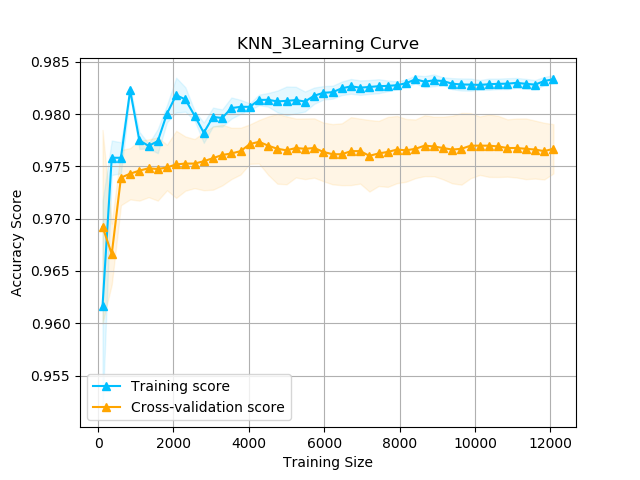 KNN_3Learning Curve
0.985
0.980
0.975
0.970
0.965
0.960
0.955
Accuracy Score
Training score
Cross-validation score
0 2000 4000 6000 8000 10000 12000
Training Size